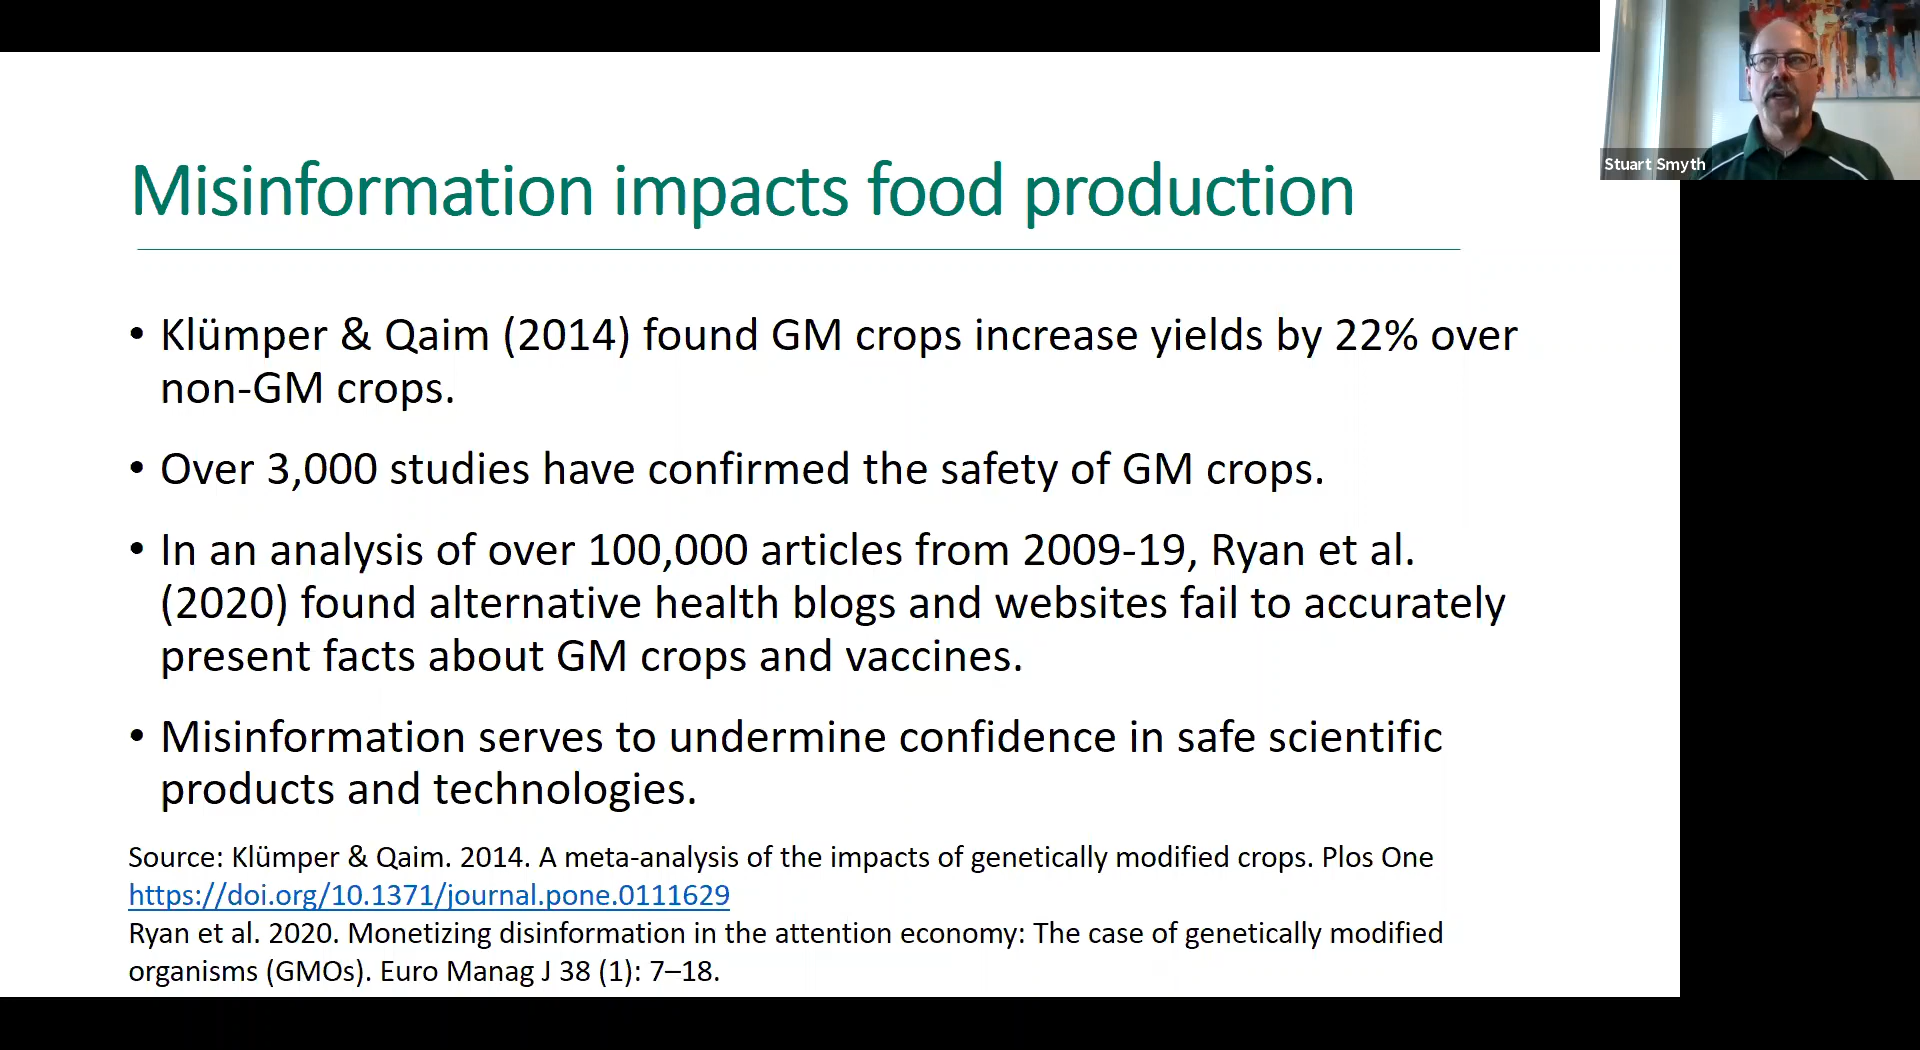 Stuart Smyth
Misinformation impacts food production
• Klümper & Qaim (2014) found GM crops increase yields by 22% over
non-GM crops.
• Over 3,000 studies have confirmed the safety of GM crops.
• In an analysis of over 100,000 articles from 2009-19, Ryan et al.
(2020) found alternative health blogs and websites fail to accurately
present facts about GM crops and vaccines.
• Misinformation serves to undermine confidence in safe scientific
products and technologies.
Source: Klümper & Qaim. 2014. A meta-analysis of the impacts of genetically modified crops. Plos One
https://doi.org/10.1371/journal.pone.0111629
Ryan et al. 2020. Monetizing disinformation in the attention economy: The case of genetically modified
organisms (GMOs). Euro Manag J 38 (1): 7–18.